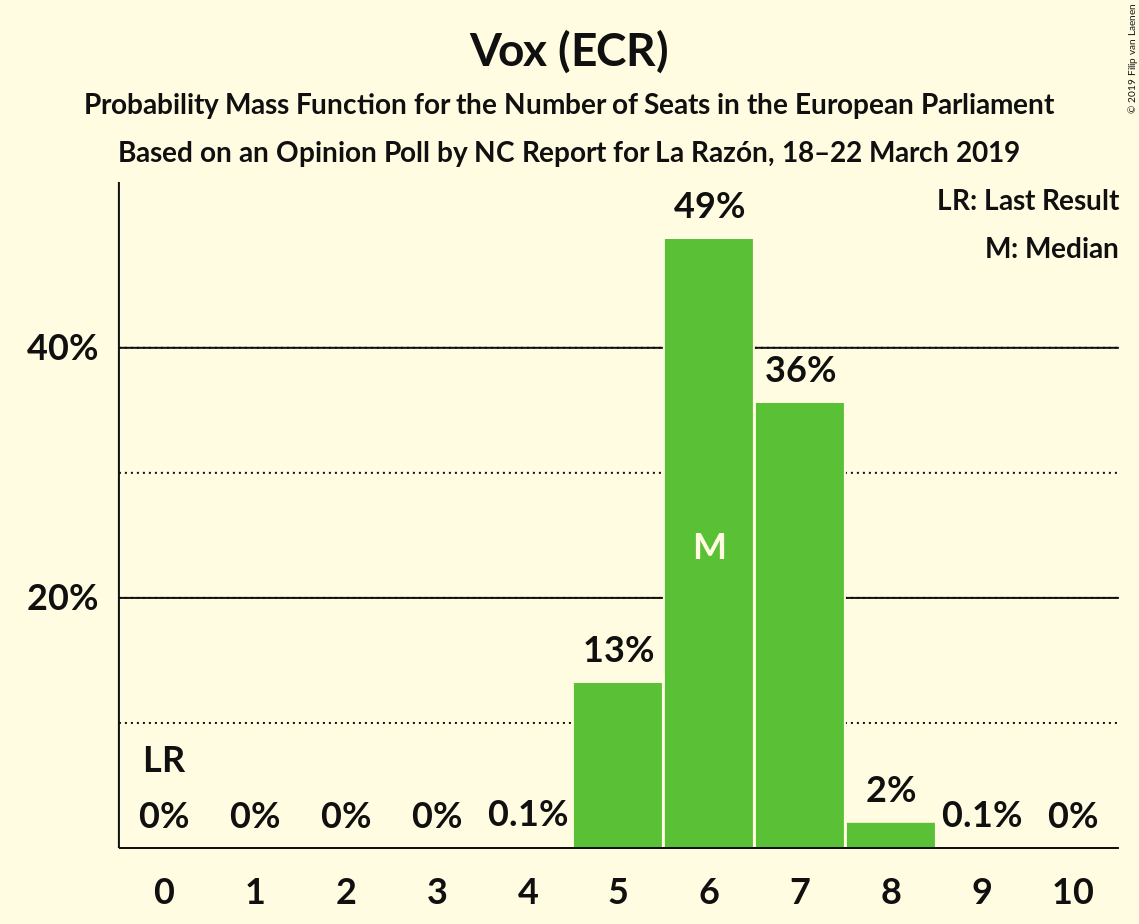 Vox (ECR)
Probability Mass Function for the Number of Seats in the European Parliament
Based on an Opinion Poll by NC Report for La Razón, 18–22 March 2019
© 2019 Filip van Laenen
LR: Last Result
M: Median
49%
40%
36%
M
20%
13%
LR
0% 0% 0% 0% 0.1% 2% 0.1% 0%
0 1 2 3 4 5 6 7 8 9 10